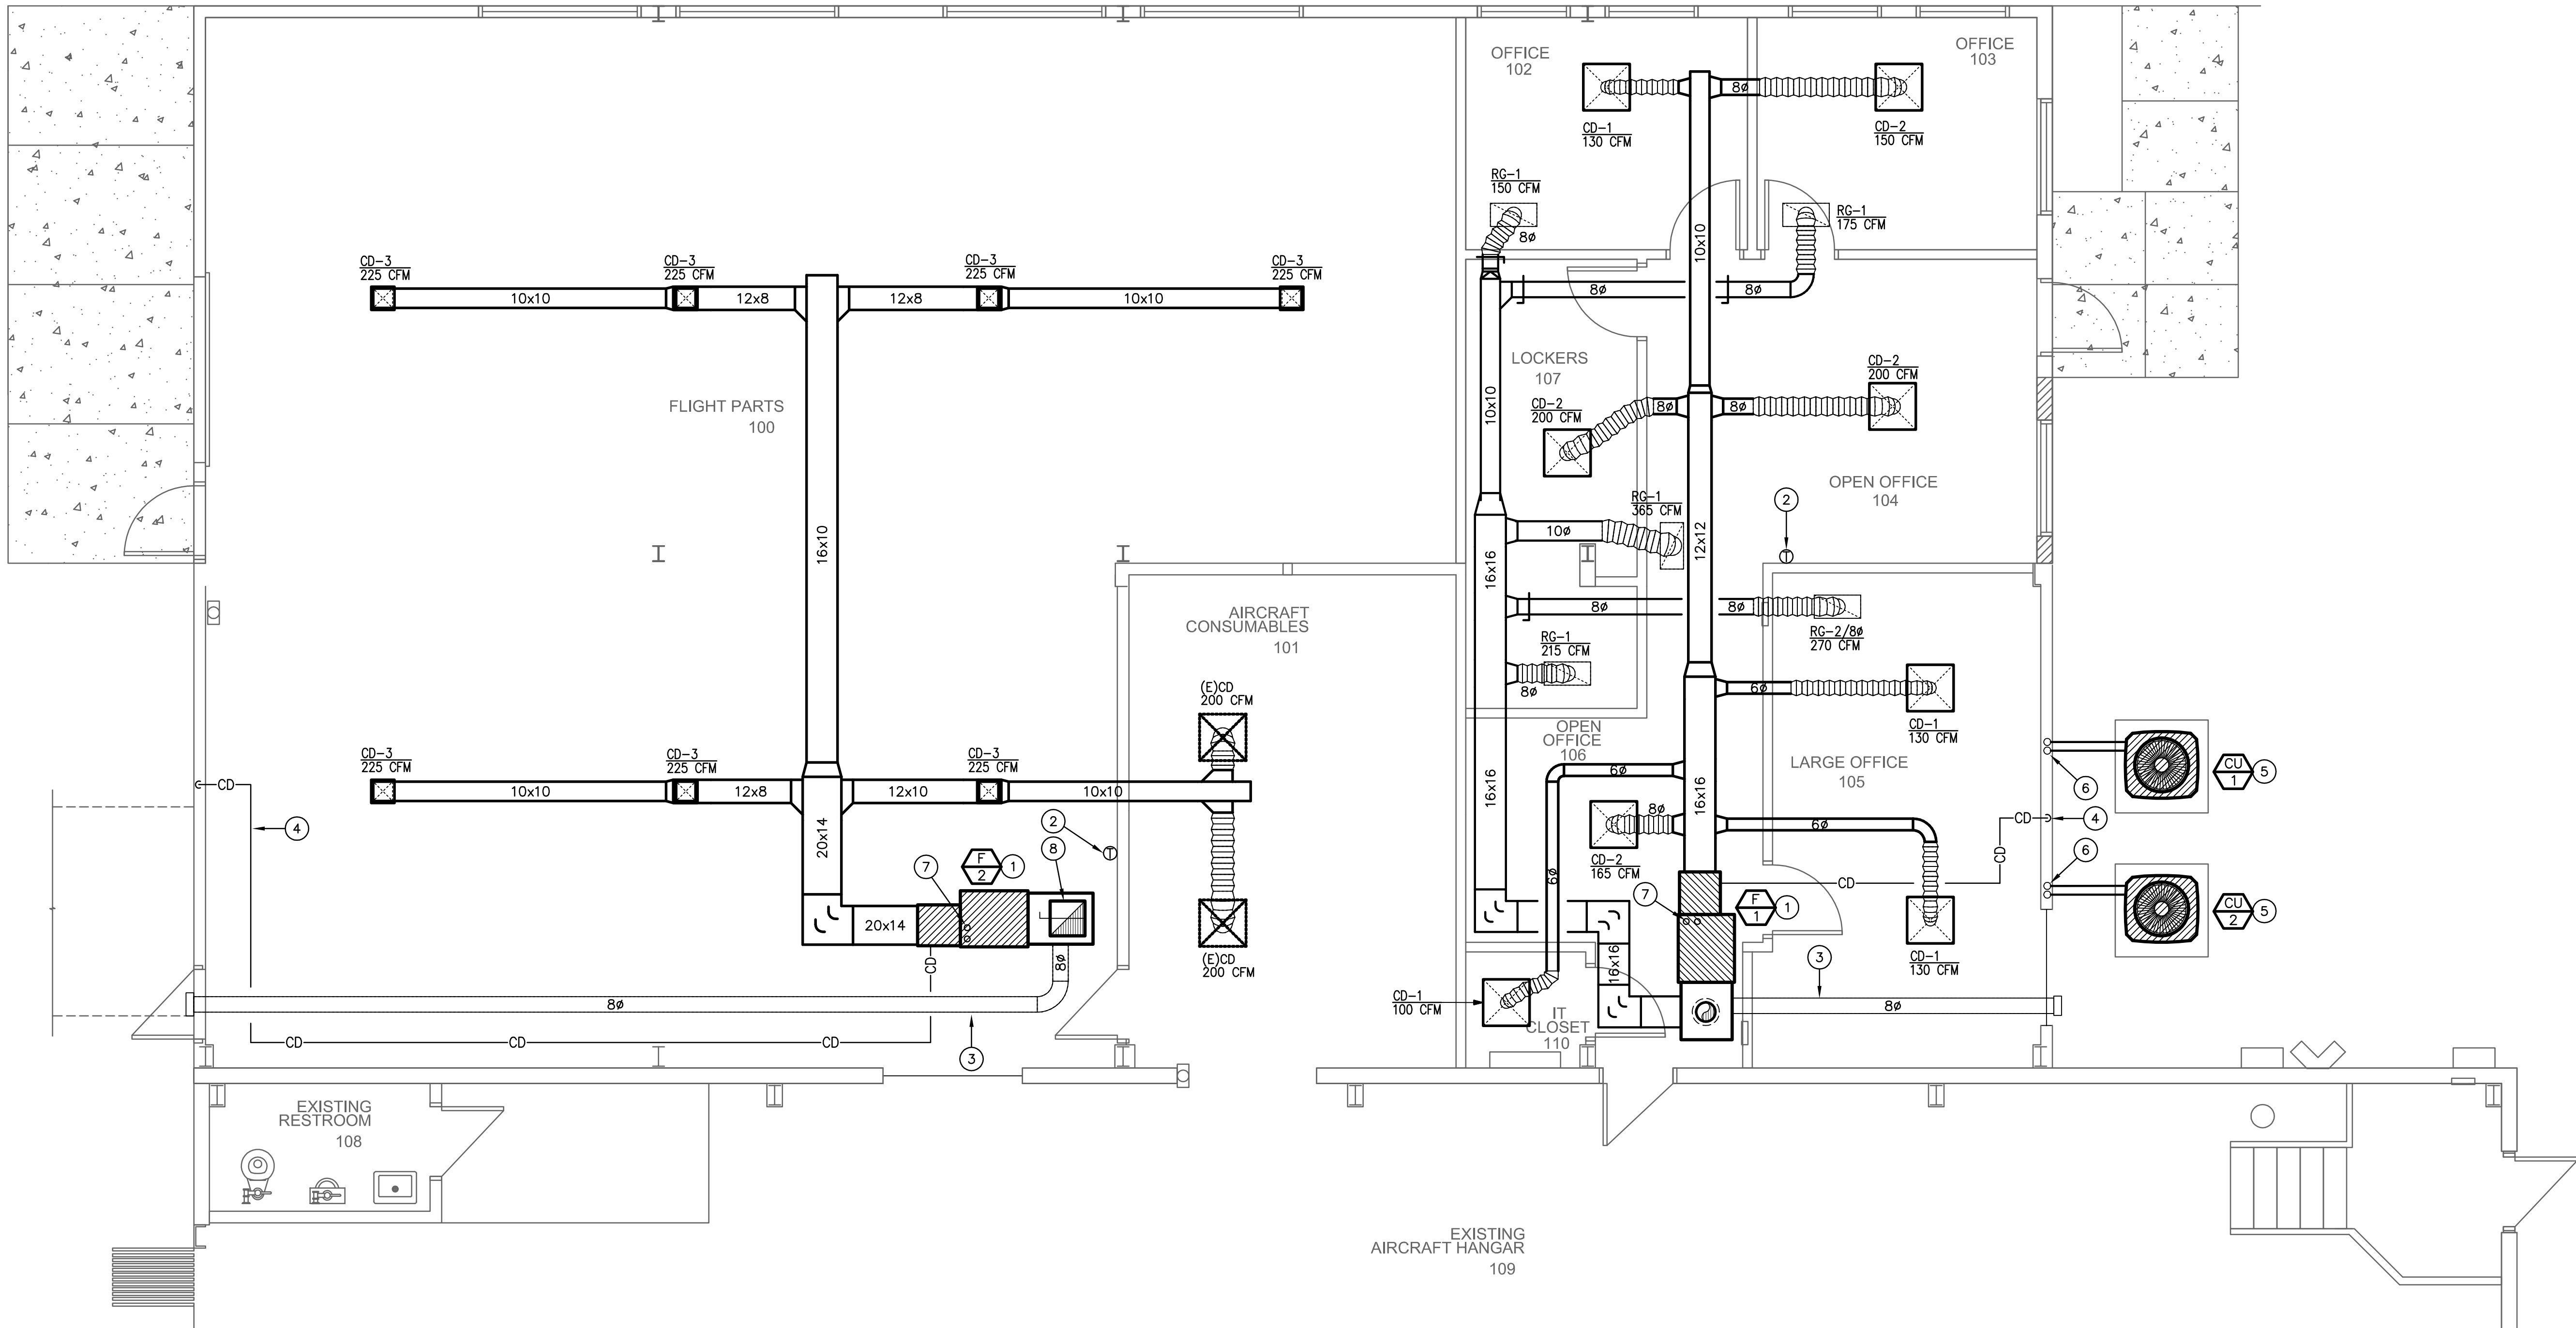 OFFICE
102
OFFICE
103
8ø
CD-1
130 CFM
CD-2
150 CFM
RG-1
150 CFM
8ø
RG-1
175 CFM
10x10
CD-3
225 CFM
CD-3
225 CFM
CD-3
225 CFM
CD-3
225 CFM
10x10
12x8
12x8
10x10
8ø
8ø
LOCKERS
107
CD-2
200 CFM
CD-2
200 CFM
8ø
8ø
10x10
FLIGHT PARTS
100
OPEN OFFICE
104
2
RG-1
365 CFM
10ø
16x10
12x12
16x16
8ø
8ø
AIRCRAFT
CONSUMABLES
101
RG-1
215 CFM
8ø
RG-2/8ø
270 CFM
(E)CD
200 CFM
6ø
CD-1
130 CFM
OPEN
OFFICE
106
LARGE OFFICE
105
CD-3
225 CFM
CD-3
225 CFM
CD-3
225 CFM
10x10
12x8
12x10
10x10
6ø
16x16
16x16
CU
1
5
6
CD
4
20x14
2
8
8ø
CD-2
165 CFM
6ø
CD
4
CD
6
7
F
2
1
6ø
CD
7
F
1
1
CU
2
5
20x14
(E)CD
200 CFM
CD
8ø
16x16
CD-1
130 CFM
3
CD-1
100 CFM
8ø
8ø
IT
CLOSET
110
CD
CD
CD
3
EXISTING
RESTROOM
108
EXISTING
AIRCRAFT HANGAR
109